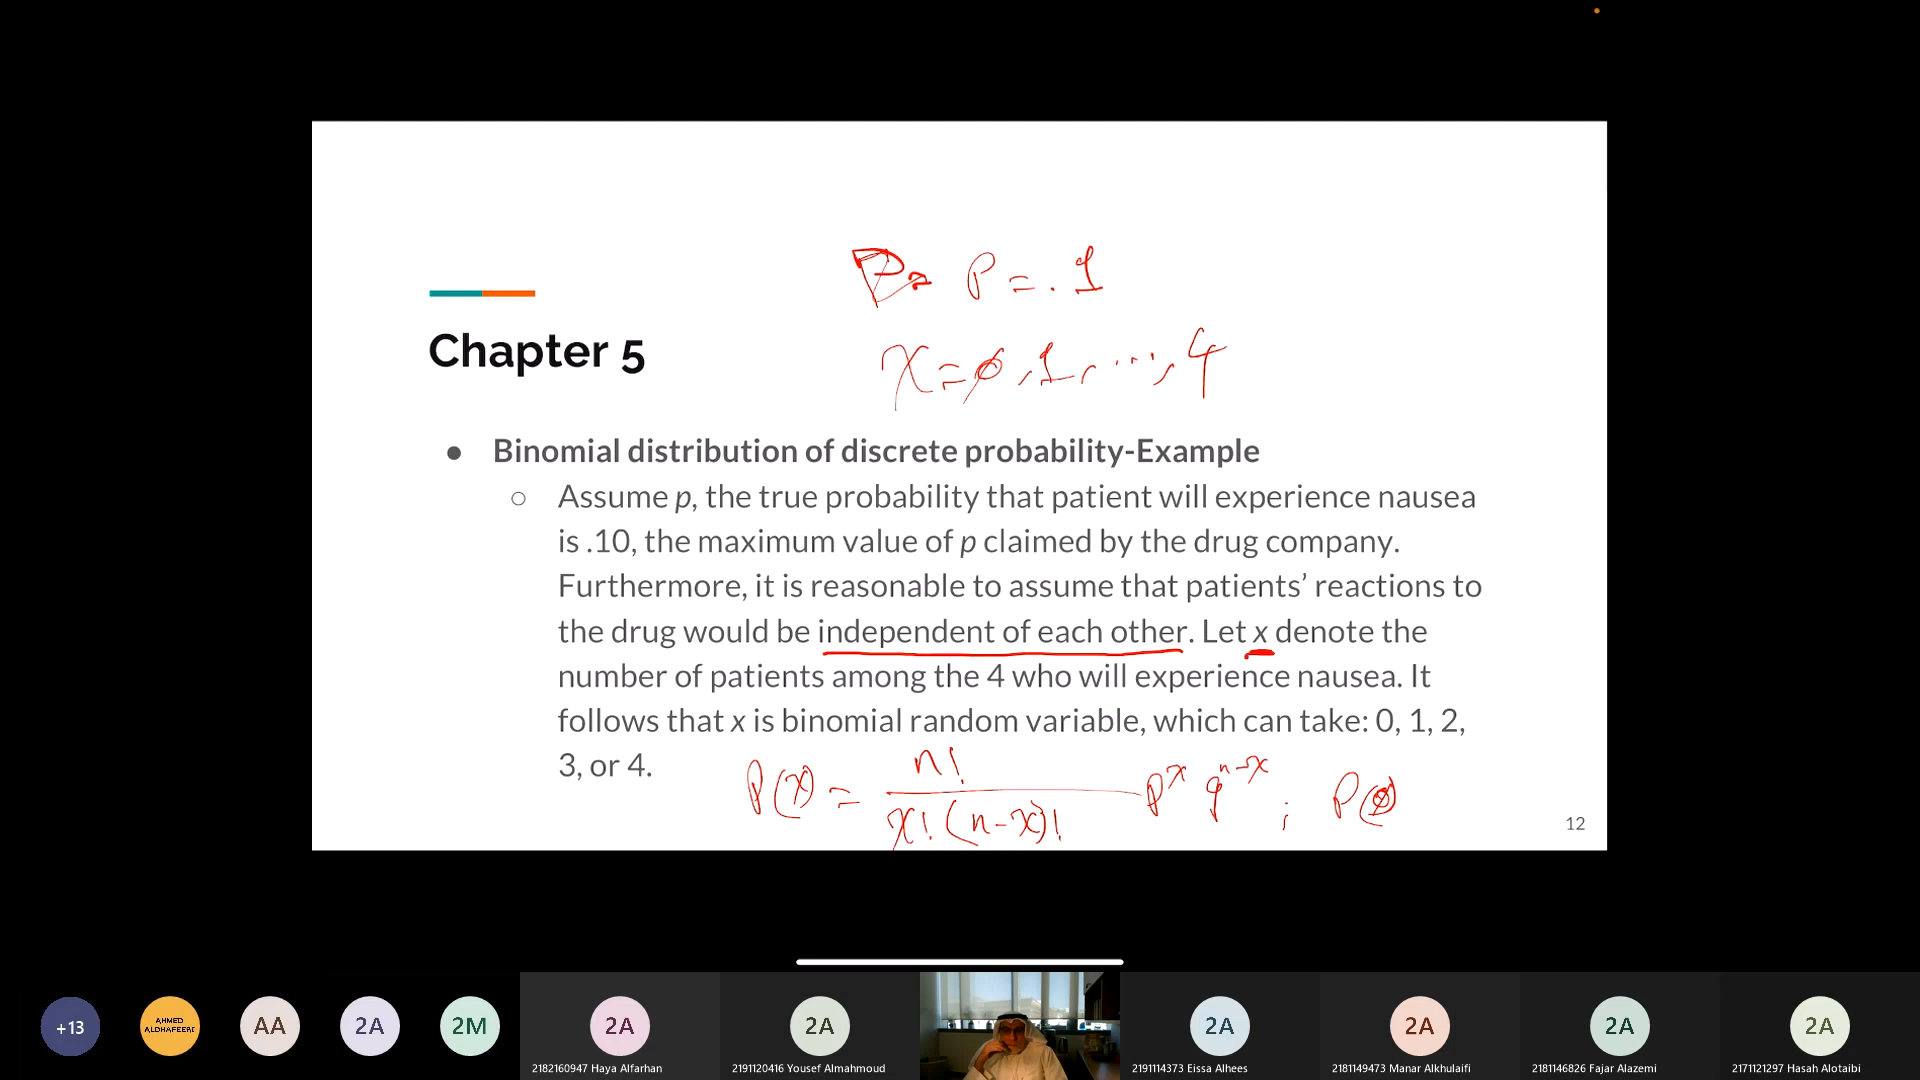 P= P = .1
x = 0, 1, ..., 4
Chapter 5
● Binomial distribution of discrete probability-Example
○ Assume p, the true probability that patient will experience nausea
is .10, the maximum value of p claimed by the drug company.
Furthermore, it is reasonable to assume that patients’ reactions to
the drug would be independent of each other. Let x denote the
number of patients among the 4 who will experience nausea. It
follows that x is binomial random variable, which can take: 0, 1, 2,
3, or 4.
P(x) = n! / x! (n-x)! p^x q^n-x ; P(0)
12
+13
AHMED
ALDHAFEERI
AA
2A
2M
2A
2A
2A
2A
2A
2A
2182160947 Haya Alfarhan
2191120416 Yousef Almahmoud
2191114373 Eissa Alhees
2181149473 Manar Alkhulaifi
2181146826 Fajar Alazemi
2171121297 Hasah Alotaibi